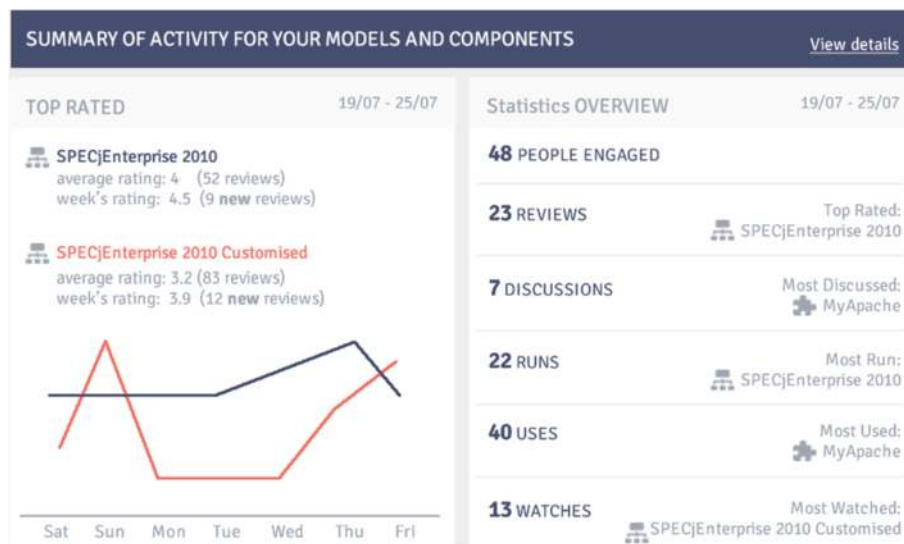 SUMMARY OF ACTIVITY FOR YOUR MODELS AND COMPONENTS
View details
TOP RATED
19/07 - 25/07
SPECjEnterprise 2010
average rating: 4 (52 reviews)
week's rating: 4.5 (9 new reviews)
SPECjEnterprise 2010 Customised
average rating: 3.2 (83 reviews)
week's rating: 3.9 (12 new reviews)
Sat Sun Mon Tue Wed Thu Fri
Statistics OVERVIEW
19/07 - 25/07
48 PEOPLE ENGAGED
23 REVIEWS
Top Rated:
SPECjEnterprise 2010
7 DISCUSSIONS
Most Discussed:
MyApache
22 RUNS
Most Run:
SPECjEnterprise 2010
40 USES
Most Used:
MyApache
13 WATCHES
Most Watched:
SPECjEnterprise 2010 Customised